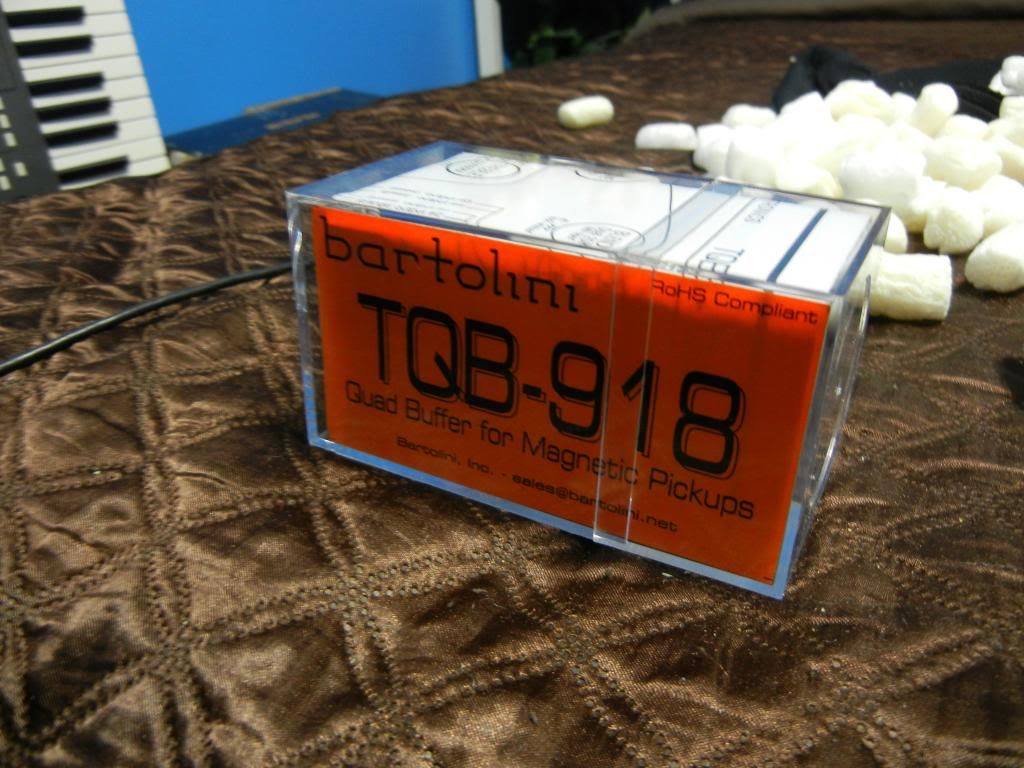 bartolini
RoHS Compliant
TQB-918
Quad Buffer for Magnetic Pickups
Bartolini, Inc. - sales@bartolini.net